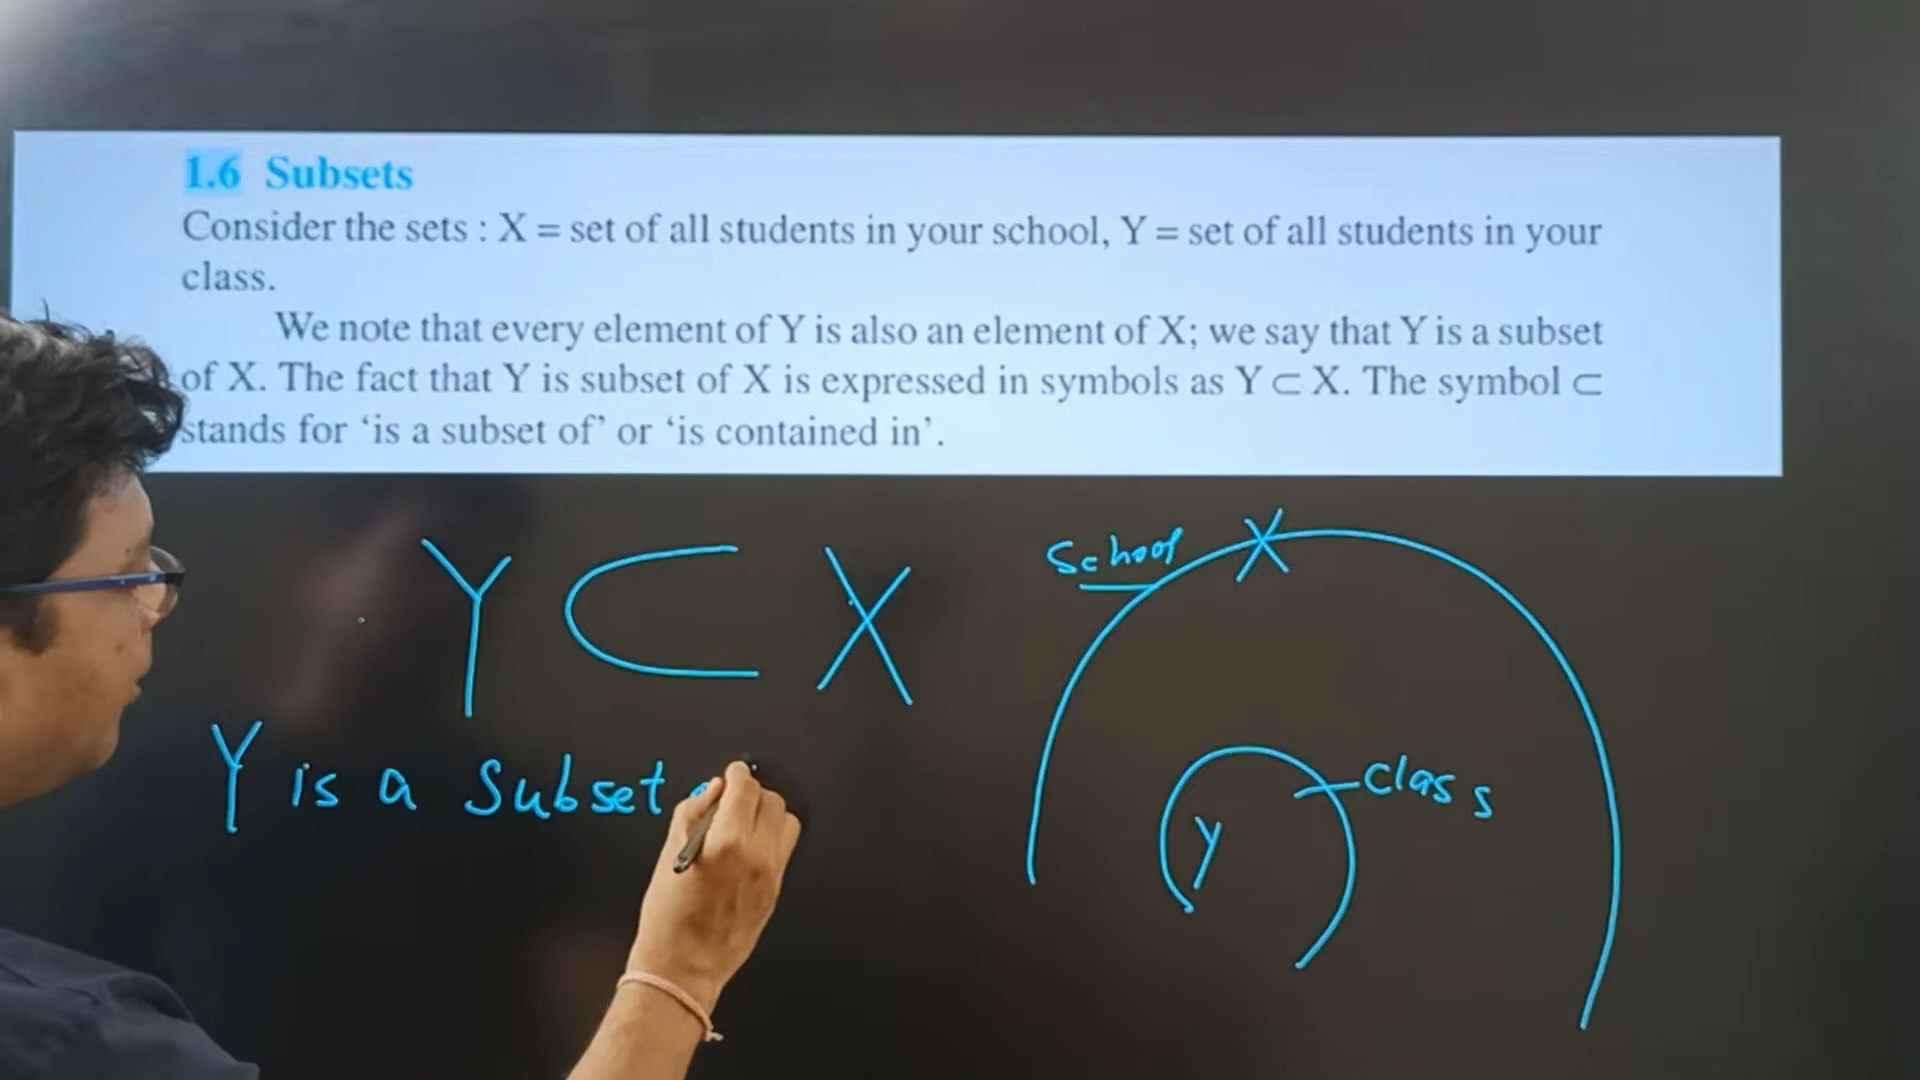 1.6 Subsets
Consider the sets : X = set of all students in your school, Y = set of all students in your
class.
We note that every element of Y is also an element of X; we say that Y is a subset
of X. The fact that Y is subset of X is expressed in symbols as Y ⊂ X. The symbol ⊂
stands for ‘is a subset of’ or ‘is contained in’.
Y ⊂ X
Y is a Subset
School X
Y class